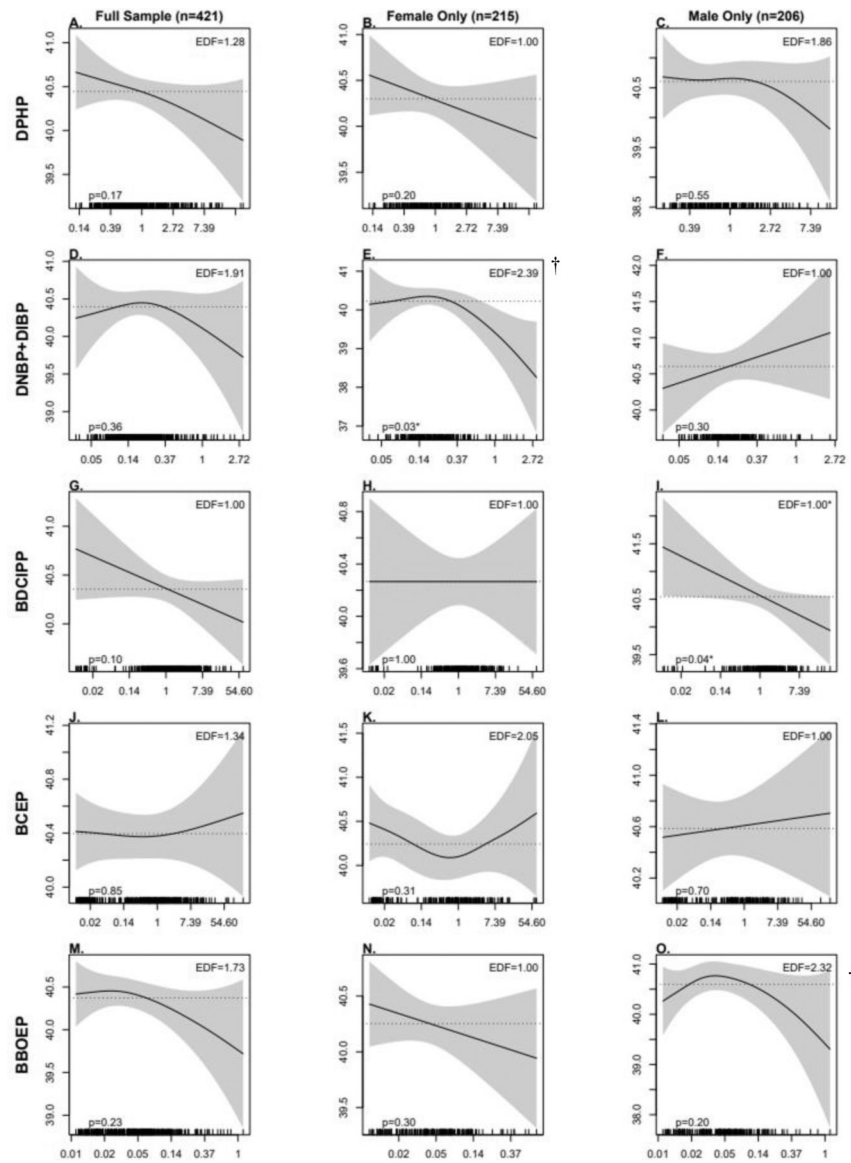 Full Sample (n=421) Female Only (n=215) Male Only (n=206)
DPHP
A. EDF=1.28
41.0 40.5 40.0 39.5
p=0.17
0.14 0.39 1 2.72 7.39
B. EDF=1.00
41.0 40.5 40.0 39.5
p=0.20
0.14 0.39 1 2.72 7.39
C. EDF=1.86
40.5 39.5 38.5
p=0.55
0.39 1 2.72 7.39
DNBP+DIBP
D. EDF=1.91
40.5 40.0 39.5 39.0
p=0.36
0.05 0.14 0.37 1 2.72
E. EDF=2.39 †
41 40 39 38 37
p=0.03*
0.05 0.14 0.37 1 2.72
F. EDF=1.00
42.0 41.0 40.5 40.0
p=0.30
0.05 0.14 0.37 1 2.72
BDCIPP
G. EDF=1.00
41.0 40.5 40.0
p=0.10
0.02 0.14 1 7.39 54.60
H. EDF=1.00
40.8 40.4 40.0 39.6
p=1.00
0.02 0.14 1 7.39 54.60
I. EDF=1.00*
41.5 40.5 39.5
p=0.04*
0.02 0.14 1 7.39
BCEP
J. EDF=1.34
41.2 40.8 40.4 40.0
p=0.85
0.02 0.14 1 7.39 54.60
K. EDF=2.05
41.5 41.0 40.5 40.0
p=0.31
0.02 0.14 1 7.39 54.60
L. EDF=1.00
41.4 41.0 40.6 40.2
p=0.70
0.02 0.14 1 7.39 54.60
BBOEP
M. EDF=1.73
40.5 40.0 39.5 39.0
p=0.23
0.01 0.02 0.05 0.14 0.37 1
N. EDF=1.00
40.5 40.0 39.5
p=0.30
0.02 0.05 0.14 0.37
O. EDF=2.32
41.0 40.0 39.0 38.0
p=0.20
0.01 0.02 0.05 0.14 0.37 1